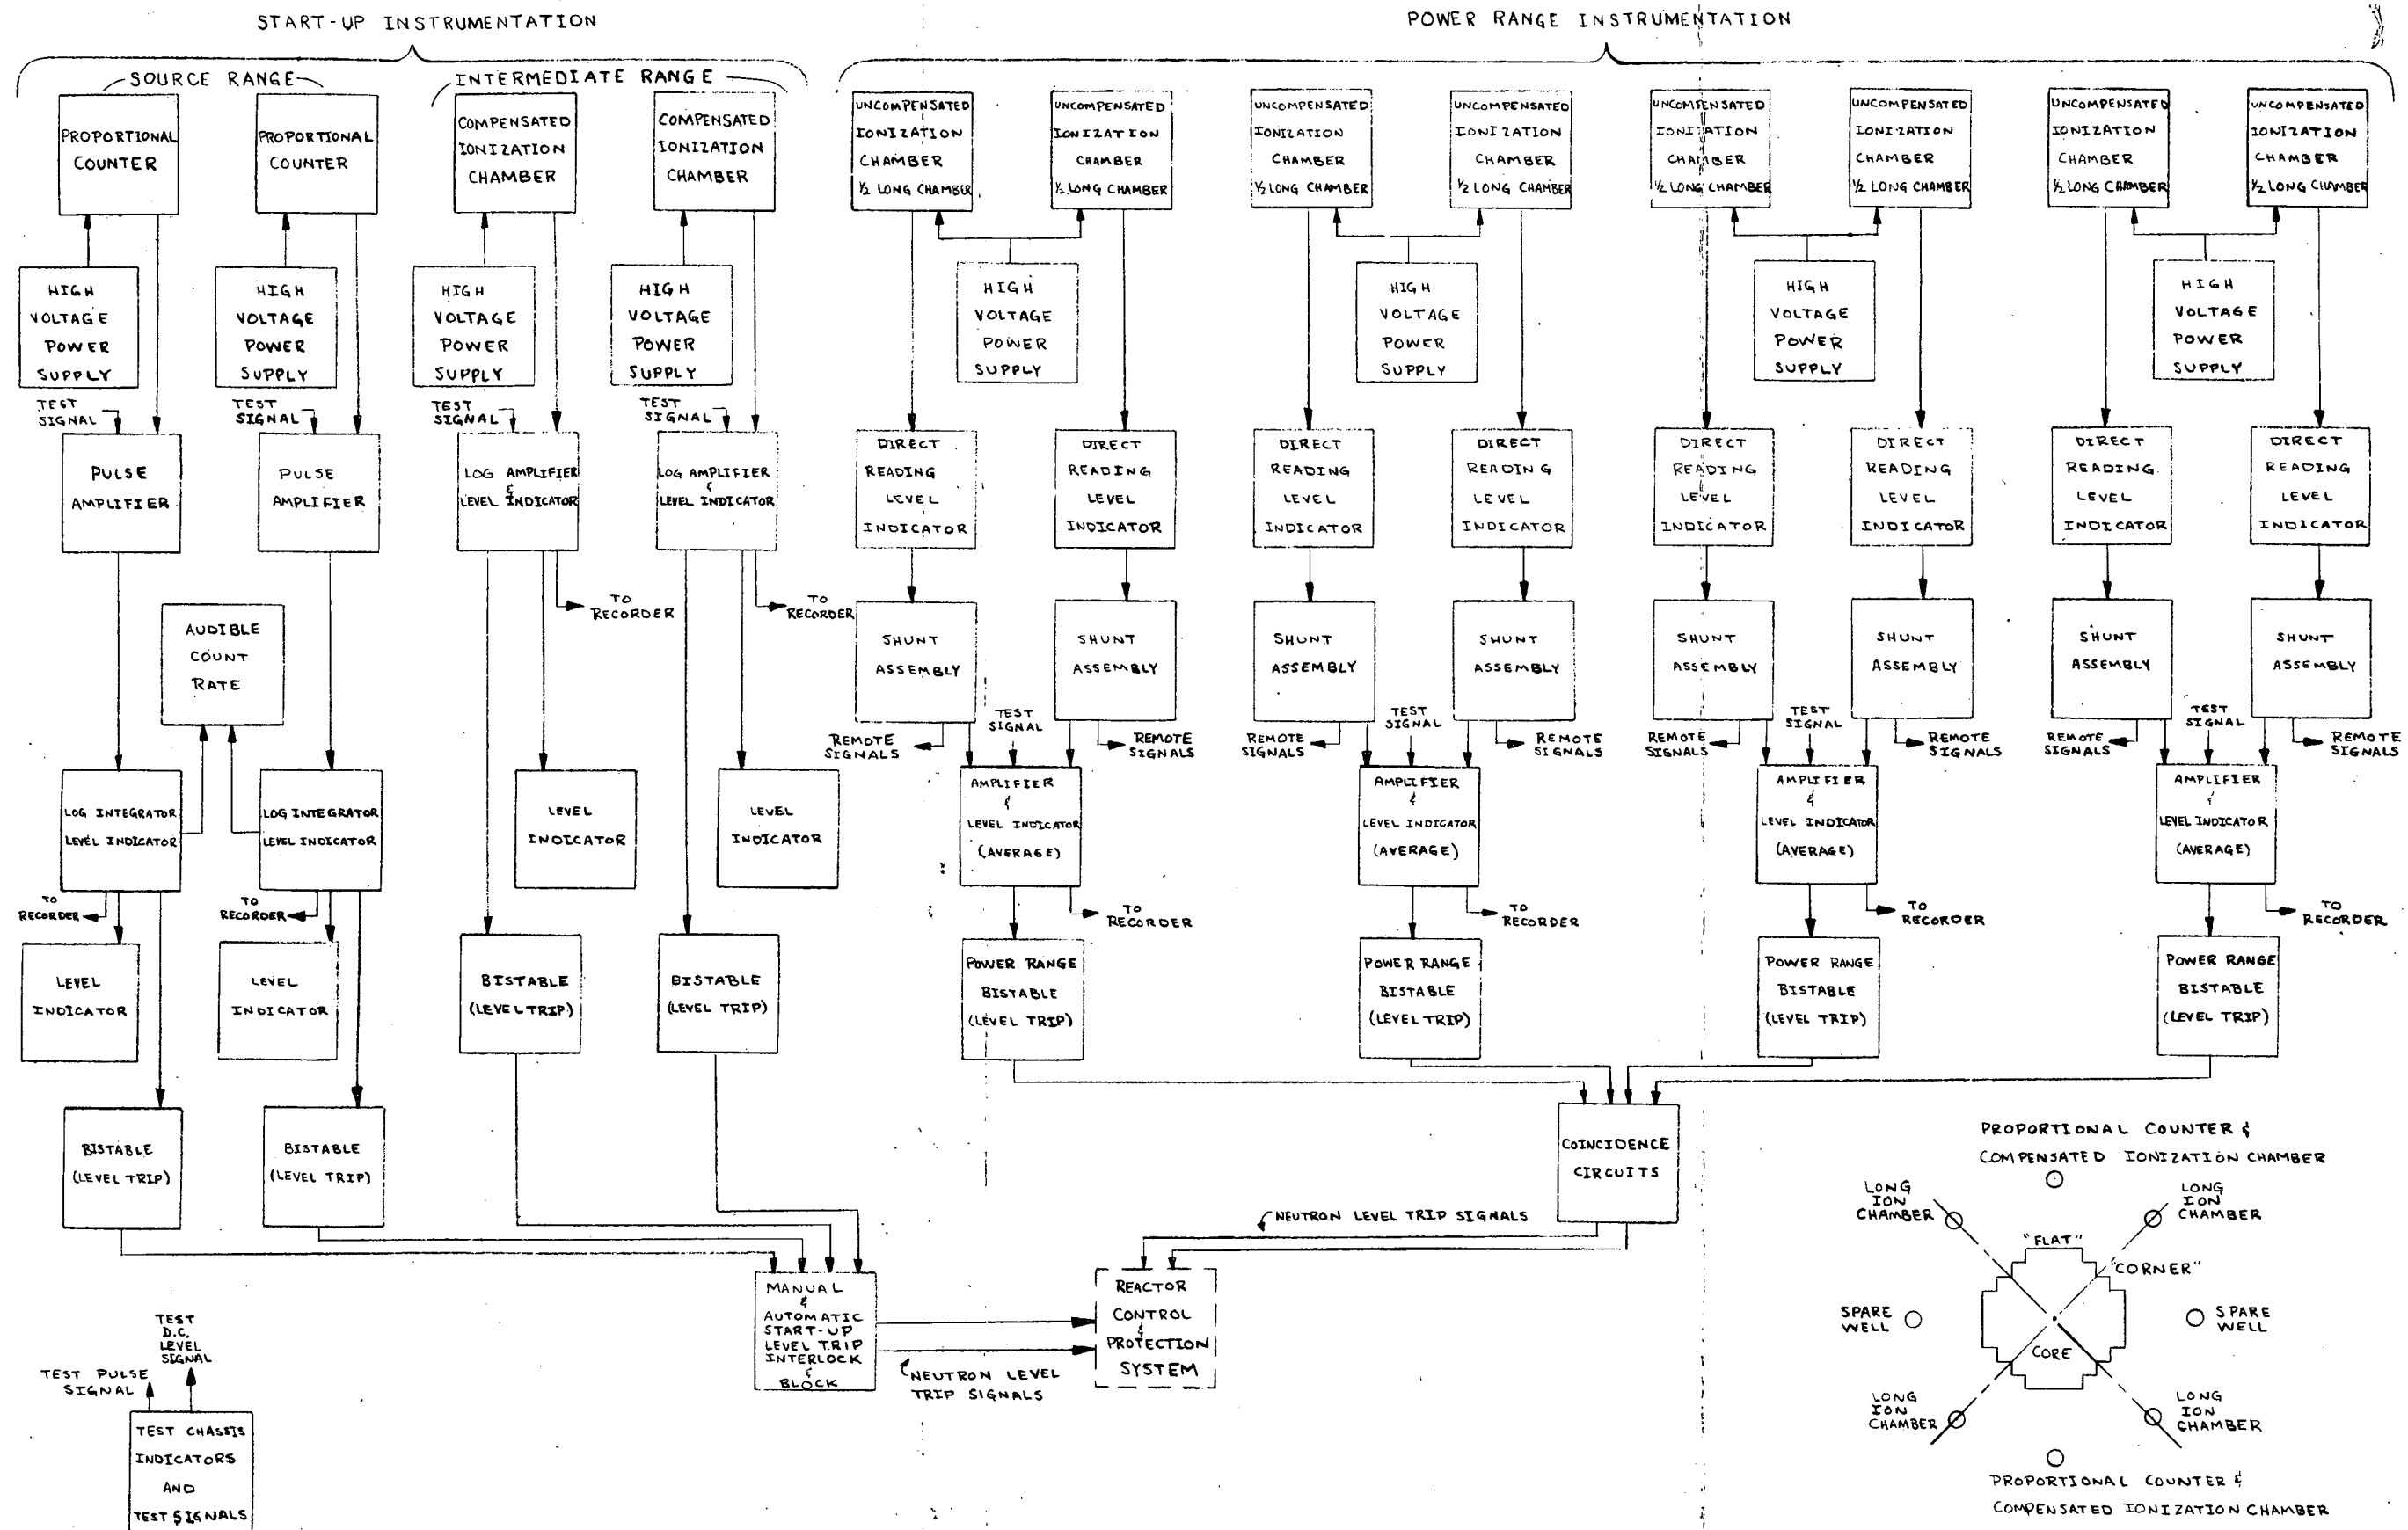 START-UP INSTRUMENTATION
POWER RANGE INSTRUMENTATION
SOURCE RANGE
INTERMEDIATE RANGE
PROPORTIONAL
COUNTER
PROPORTIONAL
COUNTER
COMPENSATED
IONIZATION
CHAMBER
COMPENSATED
IONIZATION
CHAMBER
UNCOMPENSATED
IONIZATION
CHAMBER
½ LONG CHAMBER
UNCOMPENSATED
IONIZATION
CHAMBER
½ LONG CHAMBER
UNCOMPENSATED
IONIZATION
CHAMBER
½ LONG CHAMBER
UNCOMPENSATED
IONIZATION
CHAMBER
½ LONG CHAMBER
UNCOMPENSATED
IONIZATION
CHAMBER
½ LONG CHAMBER
UNCOMPENSATED
IONIZATION
CHAMBER
½ LONG CHAMBER
UNCOMPENSATED
IONIZATION
CHAMBER
½ LONG CHAMBER
UNCOMPENSATED
IONIZATION
CHAMBER
½ LONG CHAMBER
HIGH
VOLTAGE
POWER
SUPPLY
HIGH
VOLTAGE
POWER
SUPPLY
HIGH
VOLTAGE
POWER
SUPPLY
HIGH
VOLTAGE
POWER
SUPPLY
HIGH
VOLTAGE
POWER
SUPPLY
HIGH
VOLTAGE
POWER
SUPPLY
HIGH
VOLTAGE
POWER
SUPPLY
HIGH
VOLTAGE
POWER
SUPPLY
TEST
SIGNAL
TEST
SIGNAL
TEST
SIGNAL
TEST
SIGNAL
PULSE
AMPLIFIER
PULSE
AMPLIFIER
LOG AMPLIFIER
&
LEVEL INDICATOR
LOG AMPLIFIER
&
LEVEL INDICATOR
DIRECT
READING
LEVEL
INDICATOR
DIRECT
READING
LEVEL
INDICATOR
DIRECT
READING
LEVEL
INDICATOR
DIRECT
READING
LEVEL
INDICATOR
DIRECT
READING
LEVEL
INDICATOR
DIRECT
READING
LEVEL
INDICATOR
DIRECT
READING
LEVEL
INDICATOR
DIRECT
READING
LEVEL
INDICATOR
AUDIBLE
COUNT
RATE
TO
RECORDER
TO
RECORDER
SHUNT
ASSEMBLY
SHUNT
ASSEMBLY
SHUNT
ASSEMBLY
SHUNT
ASSEMBLY
SHUNT
ASSEMBLY
SHUNT
ASSEMBLY
SHUNT
ASSEMBLY
SHUNT
ASSEMBLY
REMOTE
SIGNALS
TEST
SIGNAL
REMOTE
SIGNALS
REMOTE
SIGNALS
TEST
SIGNAL
REMOTE
SIGNALS
REMOTE
SIGNALS
TEST
SIGNAL
REMOTE
SIGNALS
REMOTE
SIGNALS
TEST
SIGNAL
REMOTE
SIGNALS
LOG INTEGRATOR
LEVEL INDICATOR
LOG INTEGRATOR
LEVEL INDICATOR
LEVEL
INDICATOR
LEVEL
INDICATOR
AMPLIFIER
&
LEVEL INDICATOR
(AVERAGE)
AMPLIFIER
&
LEVEL INDICATOR
(AVERAGE)
AMPLIFIER
&
LEVEL INDICATOR
(AVERAGE)
AMPLIFIER
&
LEVEL INDICATOR
(AVERAGE)
TO
RECORDER
TO
RECORDER
TO
RECORDER
TO
RECORDER
TO
RECORDER
TO
RECORDER
LEVEL
INDICATOR
LEVEL
INDICATOR
BISTABLE
(LEVEL TRIP)
BISTABLE
(LEVEL TRIP)
POWER RANGE
BISTABLE
(LEVEL TRIP)
POWER RANGE
BISTABLE
(LEVEL TRIP)
POWER RANGE
BISTABLE
(LEVEL TRIP)
POWER RANGE
BISTABLE
(LEVEL TRIP)
BISTABLE
(LEVEL TRIP)
BISTABLE
(LEVEL TRIP)
COINCIDENCE
CIRCUITS
NEUTRON LEVEL TRIP SIGNALS
MANUAL
&
AUTOMATIC
START-UP
LEVEL TRIP
INTERLOCK
&
BLOCK
NEUTRON LEVEL
TRIP SIGNALS
REACTOR
CONTROL
&
PROTECTION
SYSTEM
TEST
D.C.
LEVEL
SIGNAL
TEST PULSE
SIGNAL
TEST CHASSIS
INDICATORS
AND
TEST SIGNALS
PROPORTIONAL COUNTER &
COMPENSATED IONIZATION CHAMBER
LONG
ION
CHAMBER
LONG
ION
CHAMBER
"FLAT"
"CORNER"
SPARE
WELL
SPARE
WELL
CORE
LONG
ION
CHAMBER
LONG
ION
CHAMBER
PROPORTIONAL COUNTER &
COMPENSATED IONIZATION CHAMBER